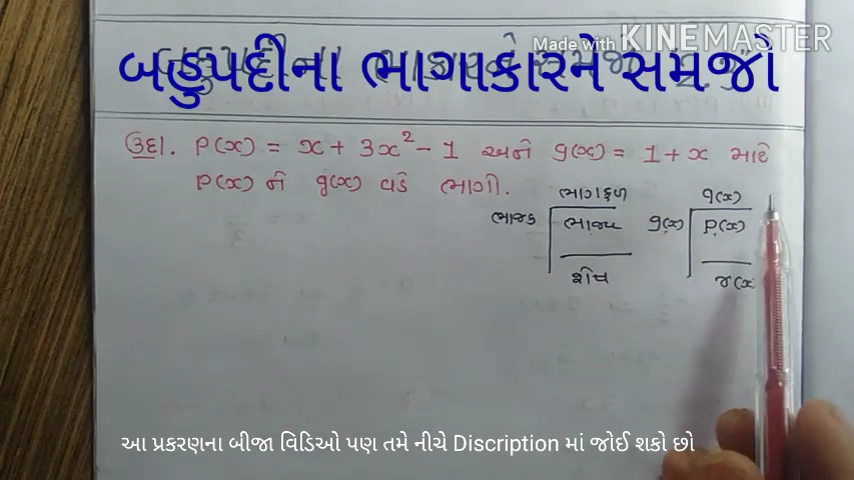 Made with KINEMASTER
બહુપદીના ભાગાકારને સમજો
ઉદા. P(x) = x + 3x² - 1 અને g(x) = 1 + x માટે
P(x) ને g(x) વડે ભાગો.
ભાગફળ q(x)
ભાજક ભાજ્ય g(x) P(x)
શેષ r(x
આ પ્રકરણના બીજા વિડિઓ પણ તમે નીચે Discription માં જોઈ શકો છો